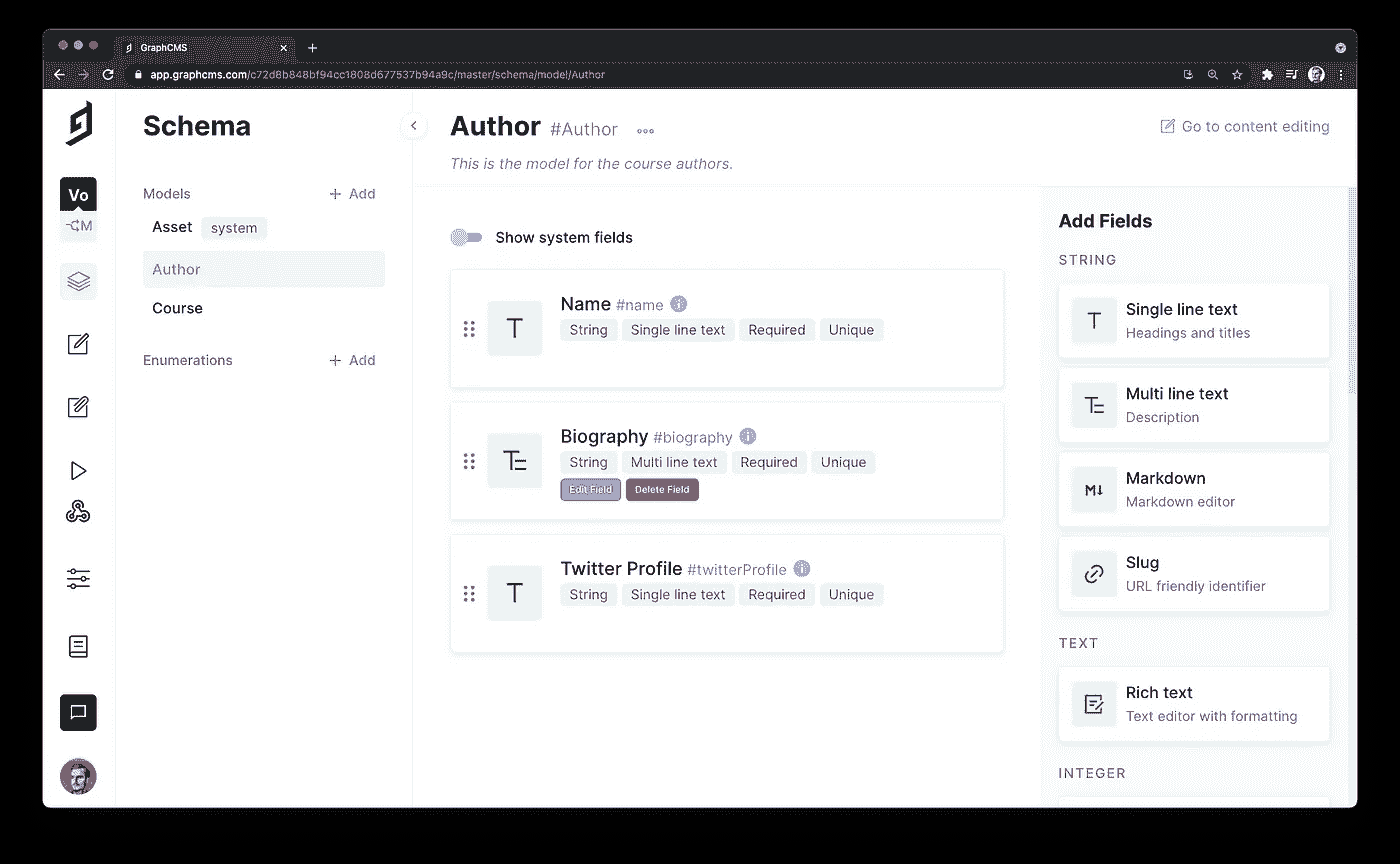 GraphCMS
app.graphcms.com/c72d8b848bf94cc1808d677537b94a9c/master/schema/model/Author
Vo
M
Schema
Models
Add
Asset system
Author
Course
Enumerations
Add
Author #Author
This is the model for the course authors.
Go to content editing
Show system fields
Name #name
String Single line text Required Unique
Biography #biography
String Multi line text Required Unique
Edit Field Delete Field
Twitter Profile #twitterProfile
String Single line text Required Unique
Add Fields
STRING
Single line text
Headings and titles
Multi line text
Description
Markdown
Markdown editor
Slug
URL friendly identifier
TEXT
Rich text
Text editor with formatting
INTEGER